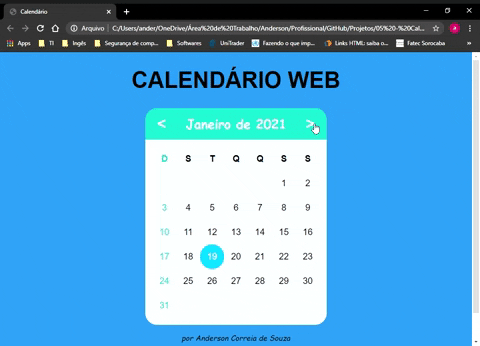 Calendário
Arquivo | C:/Users/ander/OneDrive/Área%20de%20Trabalho/Anderson/Profissional/GitHub/Projetos/05%20-%20Cal...
Apps TI Inglês Segurança de comp... Softwares UniTrader Fazendo o que imp... Links HTML: saiba o... Fatec Sorocaba
CALENDÁRIO WEB
< Janeiro de 2021 >
D S T Q Q S S
1 2
3 4 5 6 7 8 9
10 11 12 13 14 15 16
17 18 19 20 21 22 23
24 25 26 27 28 29 30
31
por Anderson Correia de Souza